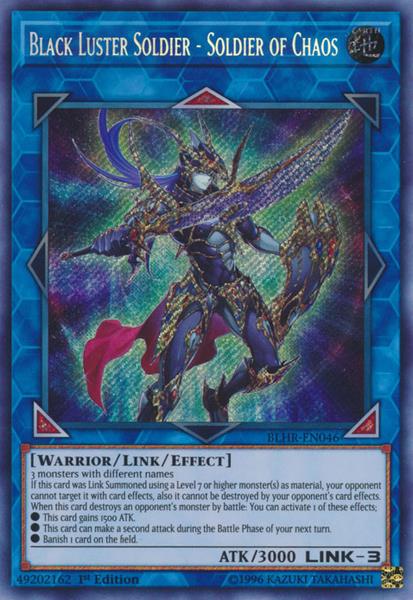 BLACK LUSTER SOLDIER - SOLDIER OF CHAOS
EARTH
地
BLHR-EN046
[WARRIOR/LINK/EFFECT]
3 monsters with different names
If this card was Link Summoned using a Level 7 or higher monster(s) as material, your opponent
cannot target it with card effects, also it cannot be destroyed by your opponent's card effects.
When this card destroys an opponent's monster by battle: You can activate 1 of these effects;
● This card gains 1500 ATK.
● This card can make a second attack during the Battle Phase of your next turn.
● Banish 1 card on the field.
ATK/3000 LINK-3
49202162 1st Edition ©1996 KAZUKI TAKAHASHI